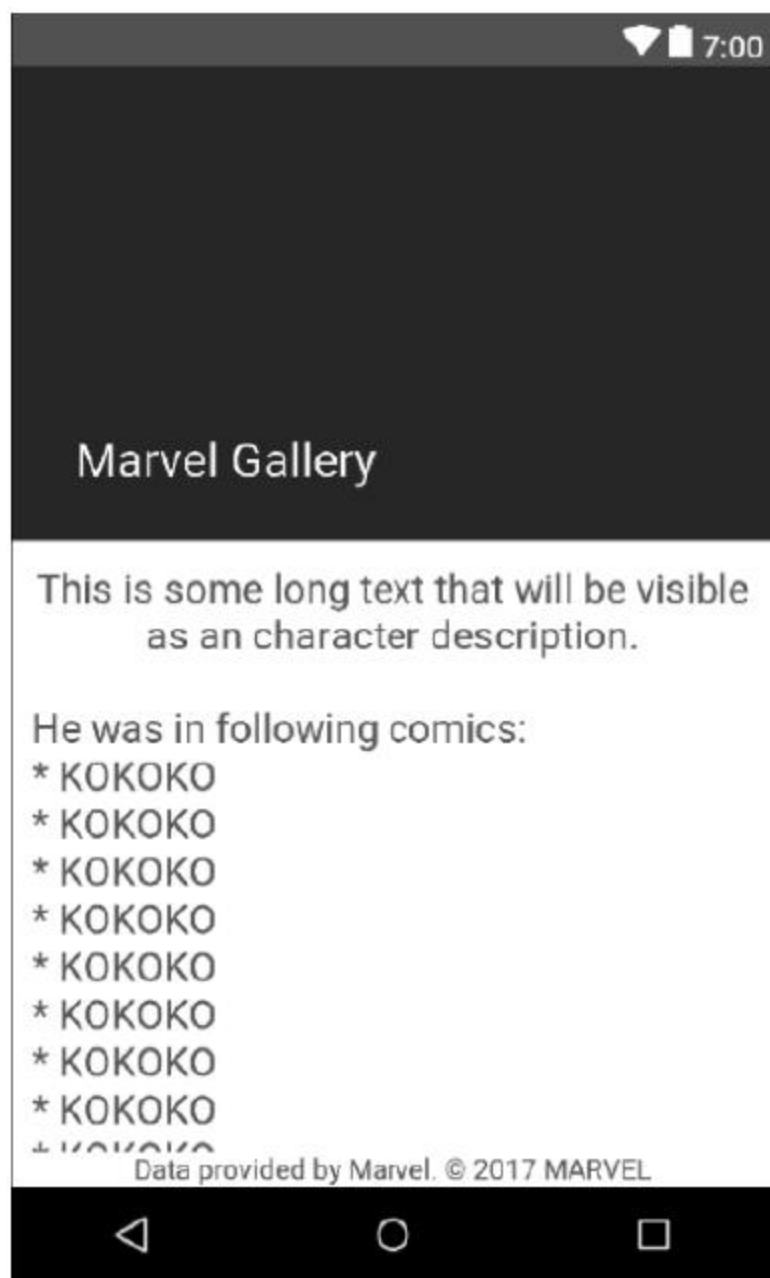 7:00
Marvel Gallery
This is some long text that will be visible
as an character description.
He was in following comics:
* KOKOKO
* KOKOKO
* KOKOKO
* KOKOKO
* KOKOKO
* KOKOKO
* KOKOKO
* KOKOKO
Data provided by Marvel. © 2017 MARVEL